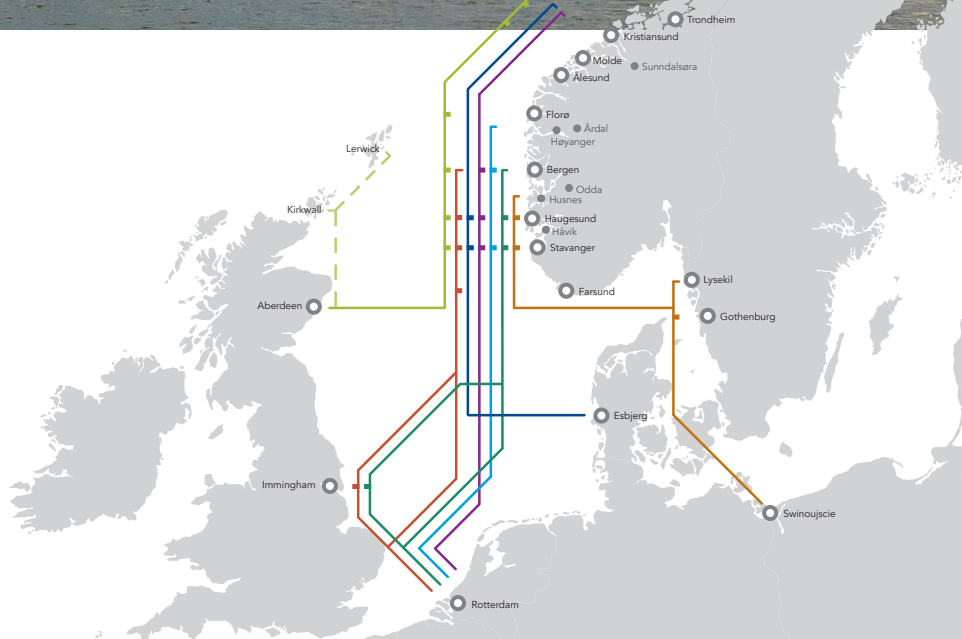 Trondheim
Kristiansund
Molde
Sunndalsøra
Ålesund
Florø
Årdal
Høyanger
Lerwick
Bergen
Odda
Husnes
Kirkwall
Haugesund
Håvik
Stavanger
Lysekil
Farsund
Aberdeen
Gothenburg
Esbjerg
Immingham
Swinoujscie
Rotterdam